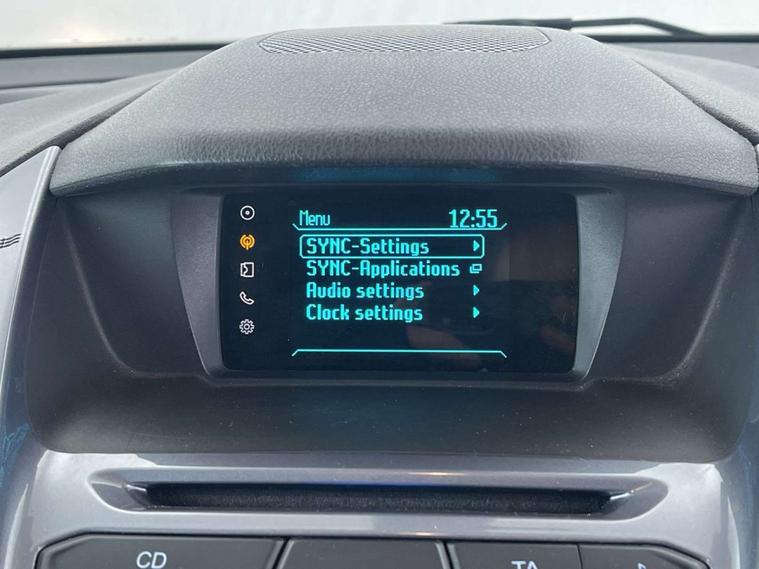 Menu 12:55
SYNC-Settings
SYNC-Applications
Audio settings
Clock settings
CD TA